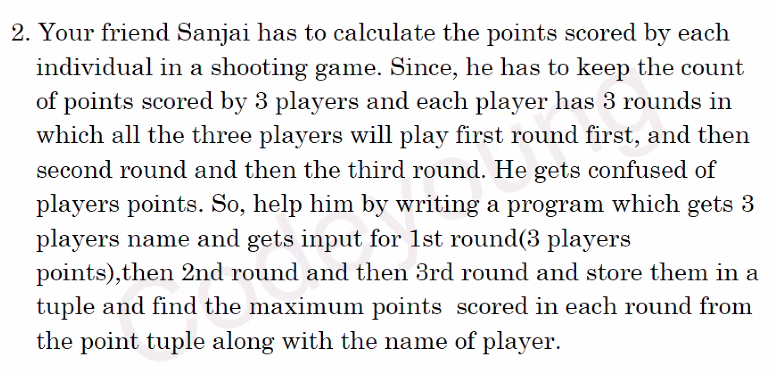 2. Your friend Sanjai has to calculate the points scored by each
individual in a shooting game. Since, he has to keep the count
of points scored by 3 players and each player has 3 rounds in
which all the three players will play first round first, and then
second round and then the third round. He gets confused of
players points. So, help him by writing a program which gets 3
players name and gets input for 1st round(3 players
points),then 2nd round and then 3rd round and store them in a
tuple and find the maximum points  scored in each round from
the point tuple along with the name of player.
Codeyoung